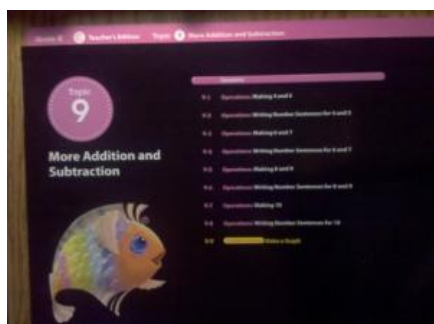 Grade K Teacher's Edition Topic 9 More Addition and Subtraction
Topic
9
More Addition and
Subtraction
9-1 Operations: Making 4 and 5
9-2 Operations: Writing Number Sentences for 4 and 5
9-3 Operations: Making 6 and 7
9-4 Operations: Writing Number Sentences for 6 and 7
9-5 Operations: Making 8 and 9
9-6 Operations: Writing Number Sentences for 8 and 9
9-7 Operations: Making 10
9-8 Operations: Writing Number Sentences for 10
9-9 Make a Graph